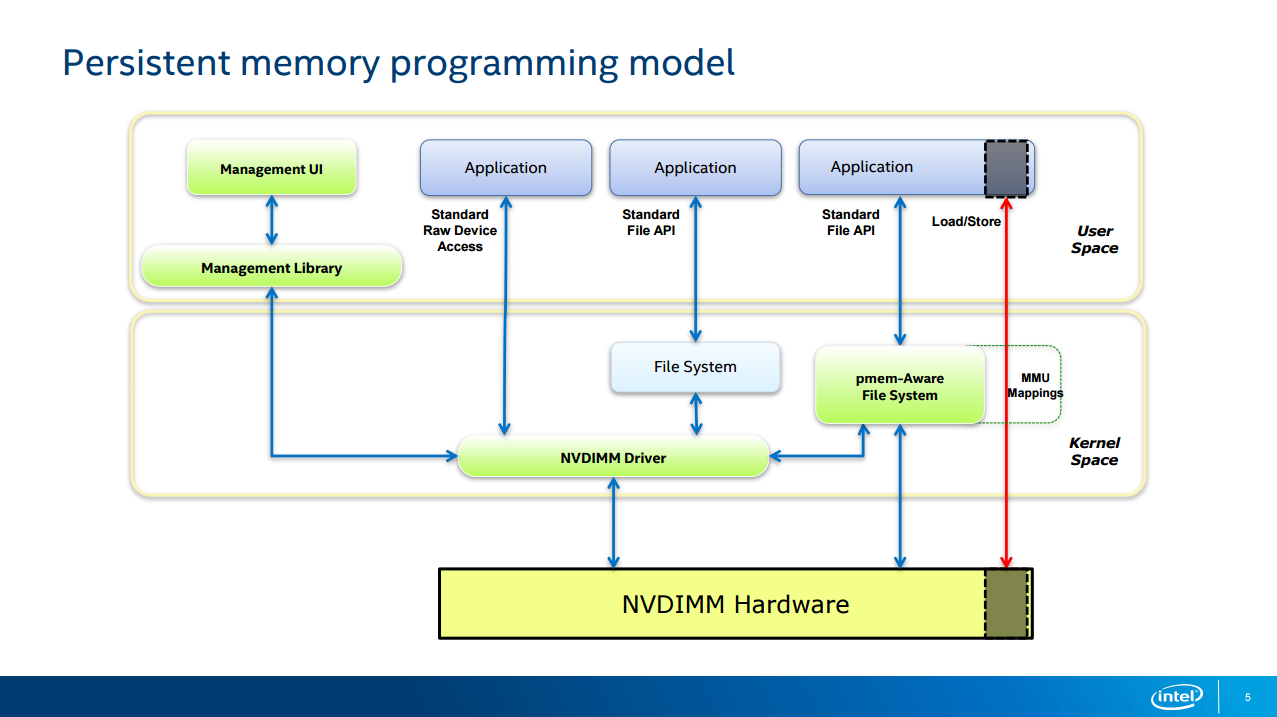 Persistent memory programming model
Management UI
Application
Application
Application
Standard
Raw Device
Access
Standard
File API
Standard
File API
Load/Store
User
Space
Management Library
File System
pmem-Aware
File System
MMU
Mappings
Kernel
Space
NVDIMM Driver
NVDIMM Hardware
intel
5